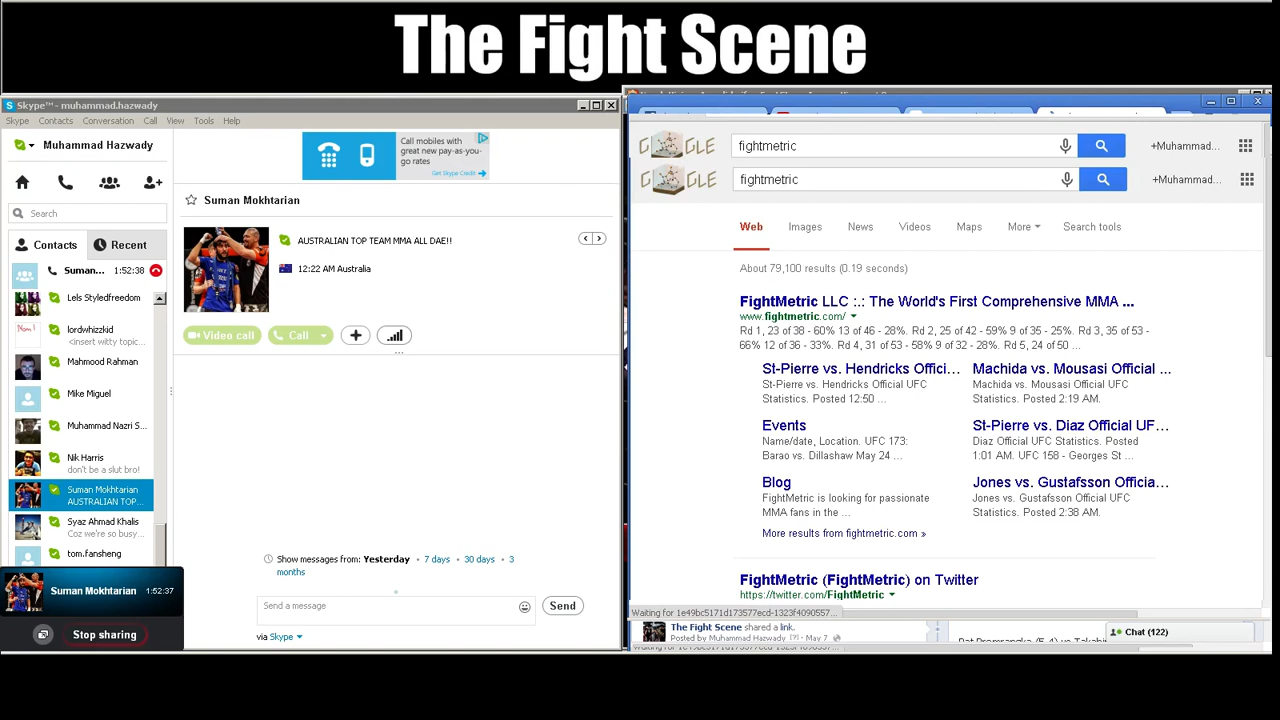 The Fight Scene
Skype™ - muhammad.hazwady
Skype Contacts Conversation Call View Tools Help
Muhammad Hazwady
Search
Contacts
Recent
Suman... 1:52:38
Lels Styledfreedom
lordwhizzkid
<insert witty topic...
Mahmood Rahman
Mike Miguel
Muhammad Nazri S...
Nik Harris
don't be a slut bro!
Suman Mokhtarian
AUSTRALIAN TOP...
Syaz Ahmad Khalis
Coz we're so busy...
tom.fansheng
Suman Mokhtarian 1:52:37
Stop sharing
Call mobiles with
great new pay-as-you-
go rates
Get Skype Credit
Suman Mokhtarian
AUSTRALIAN TOP TEAM MMA ALL DAE!!
12:22 AM Australia
Video call
Call
Show messages from: Yesterday • 7 days • 30 days • 3
months
Send a message
Send
via Skype
GOGLE
fightmetric
+Muhammad...
GOGLE
fightmetric
+Muhammad...
Web Images News Videos Maps More Search tools
About 79,100 results (0.19 seconds)
FightMetric LLC :.: The World's First Comprehensive MMA ...
www.fightmetric.com/
Rd 1, 23 of 38 - 60% 13 of 46 - 28%. Rd 2, 25 of 42 - 59% 9 of 35 - 25%. Rd 3, 35 of 53 -
66% 12 of 36 - 33%. Rd 4, 31 of 53 - 58% 9 of 32 - 28%. Rd 5, 24 of 50 ...
St-Pierre vs. Hendricks Offici...
St-Pierre vs. Hendricks Official UFC
Statistics. Posted 12:50 ...
Machida vs. Mousasi Official ...
Machida vs. Mousasi Official UFC
Statistics. Posted 2:19 AM.
Events
Name/date, Location. UFC 173:
Barao vs. Dillashaw May 24 ...
St-Pierre vs. Diaz Official UF...
Diaz Official UFC Statistics. Posted
1:01 AM. UFC 158 - Georges St ...
Blog
FightMetric is looking for passionate
MMA fans in the ...
Jones vs. Gustafsson Officia...
Jones vs. Gustafsson Official UFC
Statistics. Posted 2:38 AM.
More results from fightmetric.com »
FightMetric (FightMetric) on Twitter
https://twitter.com/FightMetric
Waiting for 1e49bc5171d173577ecd-1323f4090557...
The Fight Scene shared a link.
Posted by Muhammad Hazwady [?] · May 7
Chat (122)